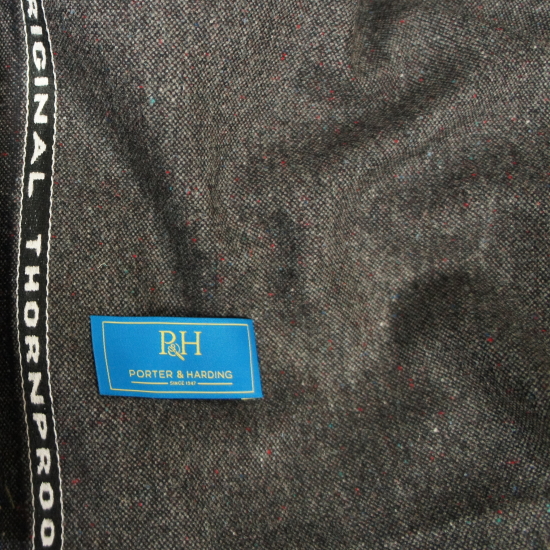 RIGINAL THORNPROO
P&H
PORTER & HARDING
SINCE 1947